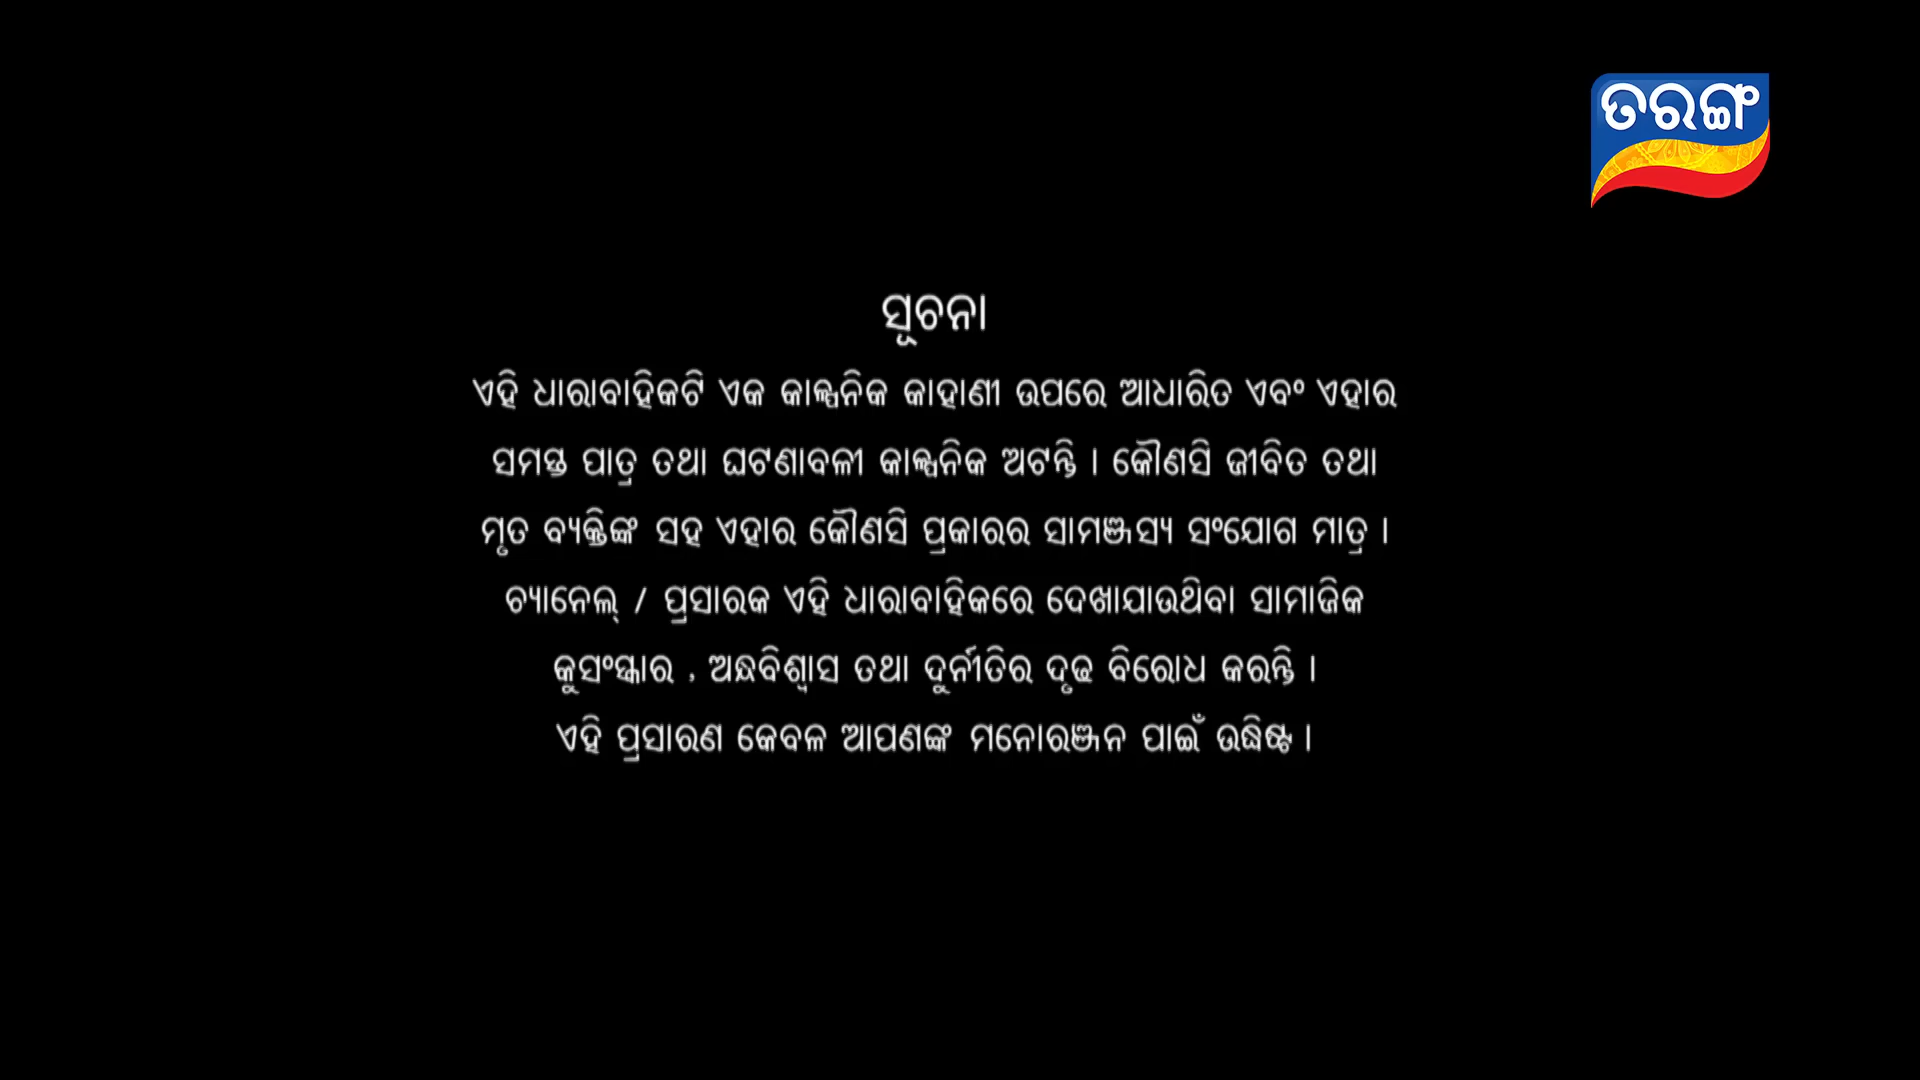 ତରଙ୍ଗ
ସୂଚନା
ଏହି ଧାରାବାହିକଟି ଏକ କାଳ୍ପନିକ କାହାଣୀ ଉପରେ ଆଧାରିତ ଏବଂ ଏହାର
ସମସ୍ତ ପାତ୍ର ତଥା ଘଟଣାବଳୀ କାଳ୍ପନିକ ଅଟନ୍ତି । କୌଣସି ଜୀବିତ ତଥା
ମୃତ ବ୍ୟକ୍ତିଙ୍କ ସହ ଏହାର କୌଣସି ପ୍ରକାରର ସାମଞ୍ଜସ୍ୟ ସଂଯୋଗ ମାତ୍ର ।
ଚ୍ୟାନେଲ୍ / ପ୍ରସାରକ ଏହି ଧାରାବାହିକରେ ଦେଖାଯାଉଥିବା ସାମାଜିକ
କୁସଂସ୍କାର , ଅନ୍ଧବିଶ୍ୱାସ ତଥା ଦୁର୍ନୀତିର ଦୃଢ ବିରୋଧ କରନ୍ତି ।
ଏହି ପ୍ରସାରଣ କେବଳ ଆପଣଙ୍କ ମନୋରଞ୍ଜନ ପାଇଁ ଉଦ୍ଧିଷ୍ଟ ।